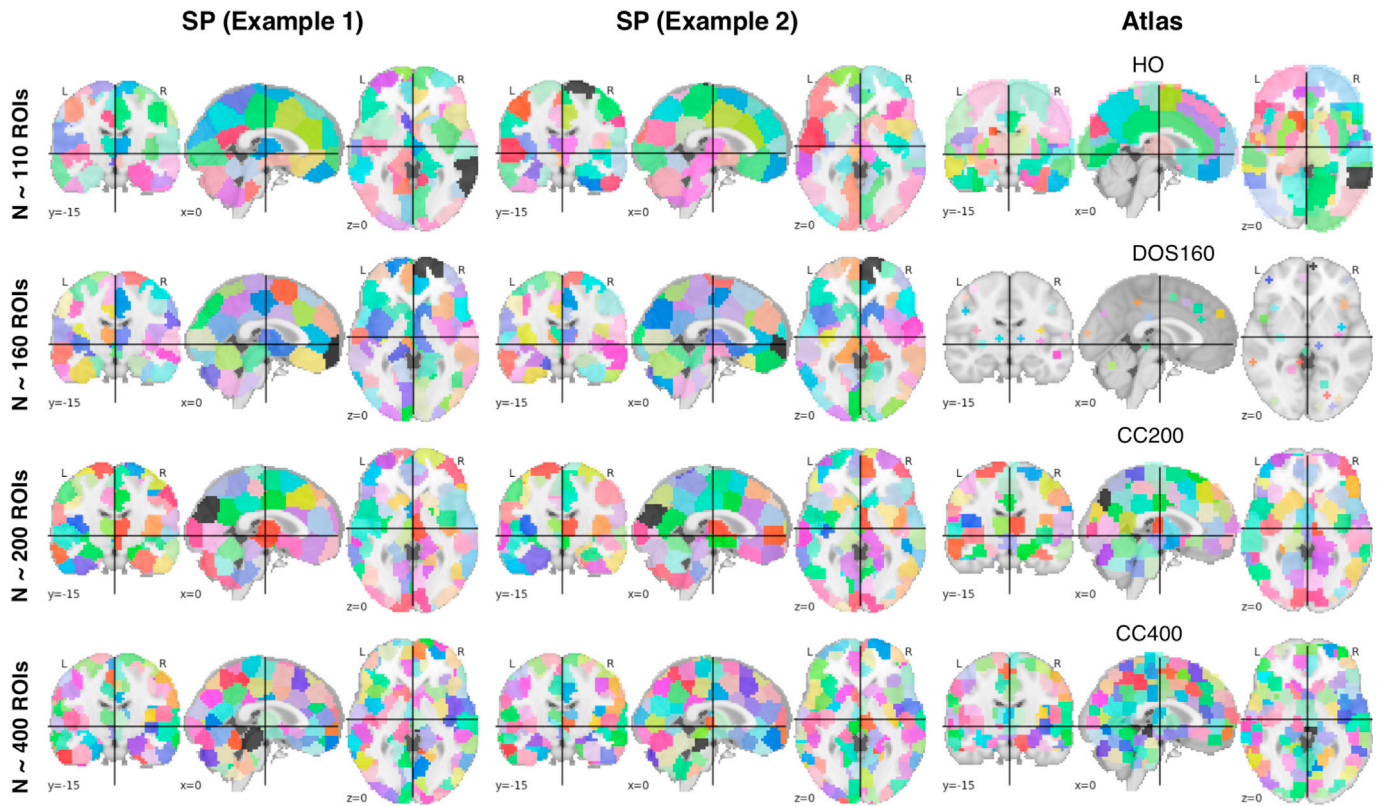 SP (Example 1) SP (Example 2) Atlas
HO
L R L R L R
N ~ 110 ROIs
y=-15 x=0 z=0 y=-15 x=0 z=0 y=-15 x=0 z=0
DOS160
L R L R L R
N ~ 160 ROIs
y=-15 x=0 z=0 y=-15 x=0 z=0 y=-15 x=0 z=0
CC200
L R L R L R
N ~ 200 ROIs
y=-15 x=0 z=0 y=-15 x=0 z=0 y=-15 x=0 z=0
CC400
L R L R L R
N ~ 400 ROIs
y=-15 x=0 z=0 y=-15 x=0 z=0 y=-15 x=0 z=0